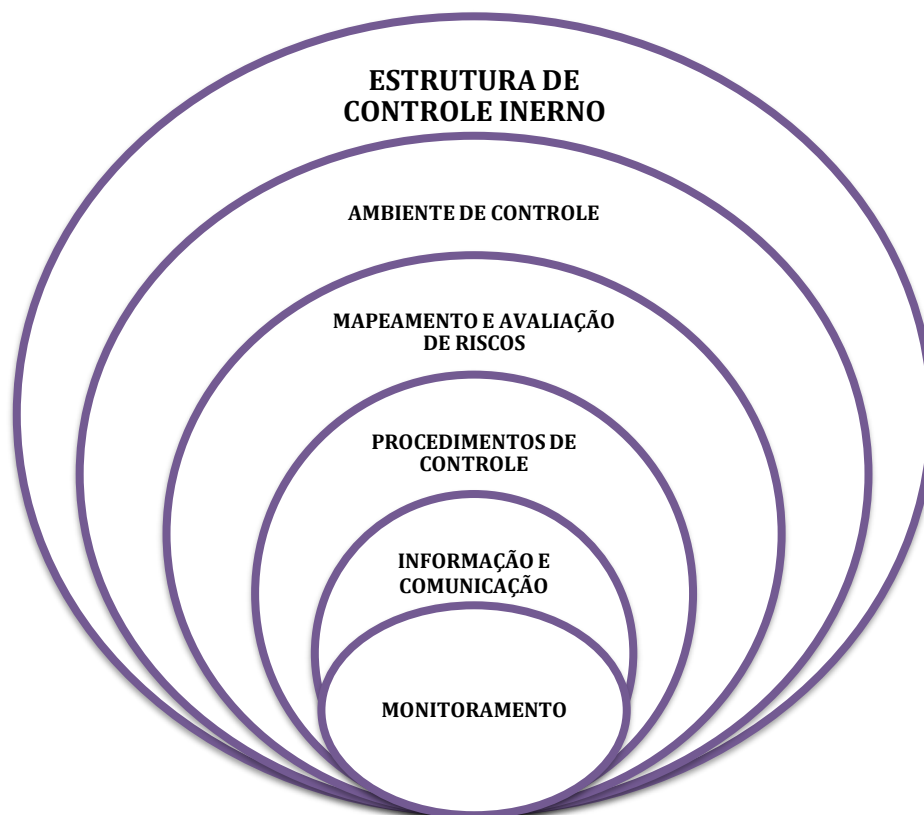 ESTRUTURA DE
CONTROLE INERNO
AMBIENTE DE CONTROLE
MAPEAMENTO E AVALIAÇÃO
DE RISCOS
PROCEDIMENTOS DE
CONTROLE
INFORMAÇÃO E
COMUNICAÇÃO
MONITORAMENTO